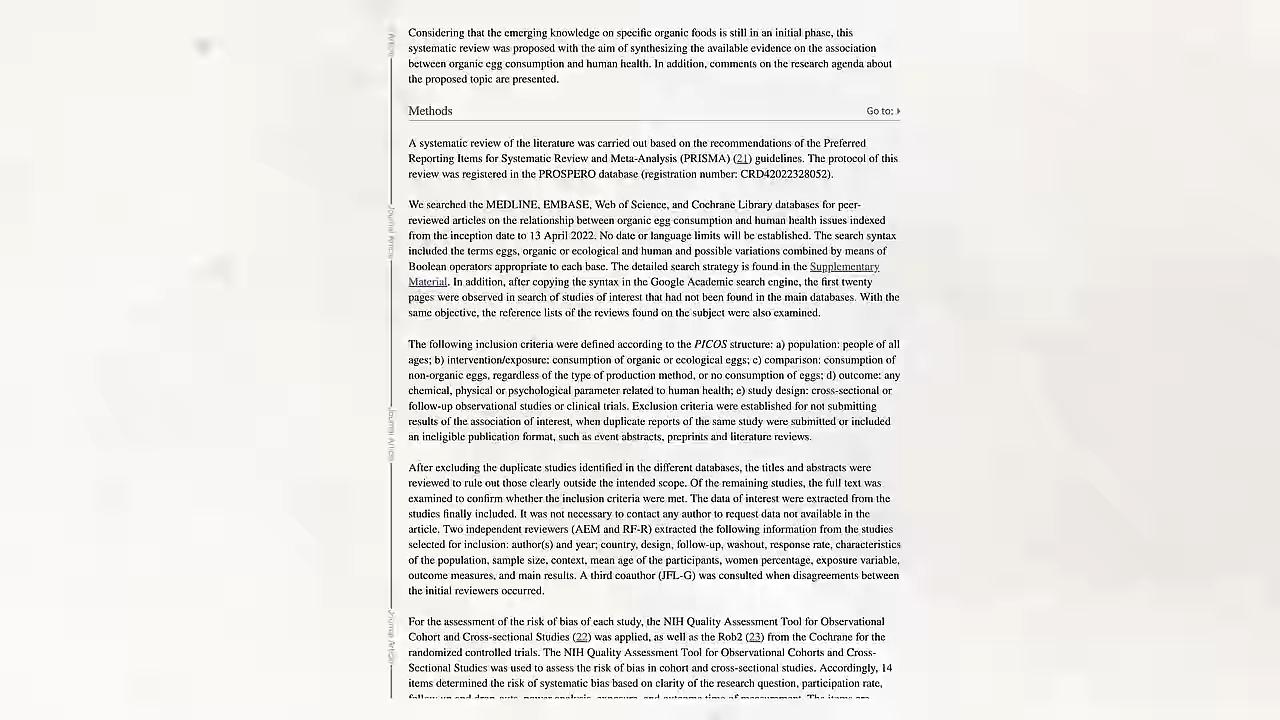 Considering that the emerging knowledge on specific organic foods is still in an initial phase, this
systematic review was proposed with the aim of synthesizing the available evidence on the association
between organic egg consumption and human health. In addition, comments on the research agenda about
the proposed topic are presented.
Methods
Go to:
A systematic review of the literature was carried out based on the recommendations of the Preferred
Reporting Items for Systematic Review and Meta-Analysis (PRISMA) (21) guidelines. The protocol of this
review was registered in the PROSPERO database (registration number: CRD42022328052).
We searched the MEDLINE, EMBASE, Web of Science, and Cochrane Library databases for peer-
reviewed articles on the relationship between organic egg consumption and human health issues indexed
from the inception date to 13 April 2022. No date or language limits will be established. The search syntax
included the terms eggs, organic or ecological and human and possible variations combined by means of
Boolean operators appropriate to each base. The detailed search strategy is found in the Supplementary
Material. In addition, after copying the syntax in the Google Academic search engine, the first twenty
pages were observed in search of studies of interest that had not been found in the main databases. With the
same objective, the reference lists of the reviews found on the subject were also examined.
The following inclusion criteria were defined according to the PICOS structure: a) population: people of all
ages; b) intervention/exposure: consumption of organic or ecological eggs; c) comparison: consumption of
non-organic eggs, regardless of the type of production method, or no consumption of eggs; d) outcome: any
chemical, physical or psychological parameter related to human health; e) study design: cross-sectional or
follow-up observational studies or clinical trials. Exclusion criteria were established for not submitting
results of the association of interest, when duplicate reports of the same study were submitted or included
an ineligible publication format, such as event abstracts, preprints and literature reviews.
After excluding the duplicate studies identified in the different databases, the titles and abstracts were
reviewed to rule out those clearly outside the intended scope. Of the remaining studies, the full text was
examined to confirm whether the inclusion criteria were met. The data of interest were extracted from the
studies finally included. It was not necessary to contact any author to request data not available in the
article. Two independent reviewers (AEM and RF-R) extracted the following information from the studies
selected for inclusion: author(s) and year; country, design, follow-up, washout, response rate, characteristics
of the population, sample size, context, mean age of the participants, women percentage, exposure variable,
outcome measures, and main results. A third coauthor (JFL-G) was consulted when disagreements between
the initial reviewers occurred.
For the assessment of the risk of bias of each study, the NIH Quality Assessment Tool for Observational
Cohort and Cross-sectional Studies (22) was applied, as well as the Rob2 (23) from the Cochrane for the
randomized controlled trials. The NIH Quality Assessment Tool for Observational Cohorts and Cross-
Sectional Studies was used to assess the risk of bias in cohort and cross-sectional studies. Accordingly, 14
items determined the risk of systematic bias based on clarity of the research question, participation rate,